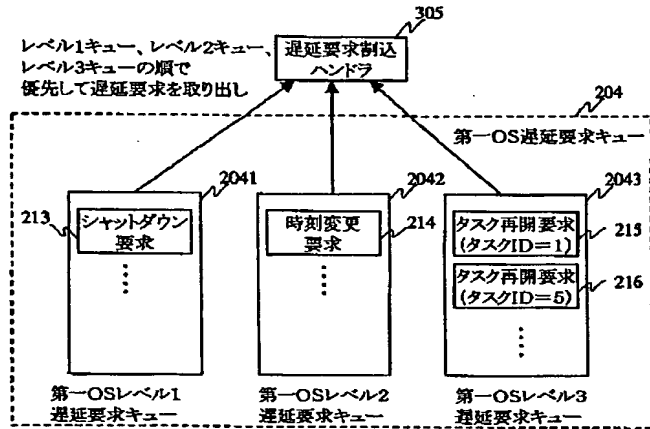 305
レベル1キュー、レベル2キュー、
レベル3キューの順で
優先して遅延要求を取り出し
遅延要求割込
ハンドラ
204
第一OS遅延要求キュー
2041
2042
2043
213
シャットダウン
要求
時刻変更
要求
214
タスク再開要求
(タスクID=1)
215
タスク再開要求
(タスクID=5)
216
第一OSレベル1
遅延要求キュー
第一OSレベル2
遅延要求キュー
第一OSレベル3
遅延要求キュー